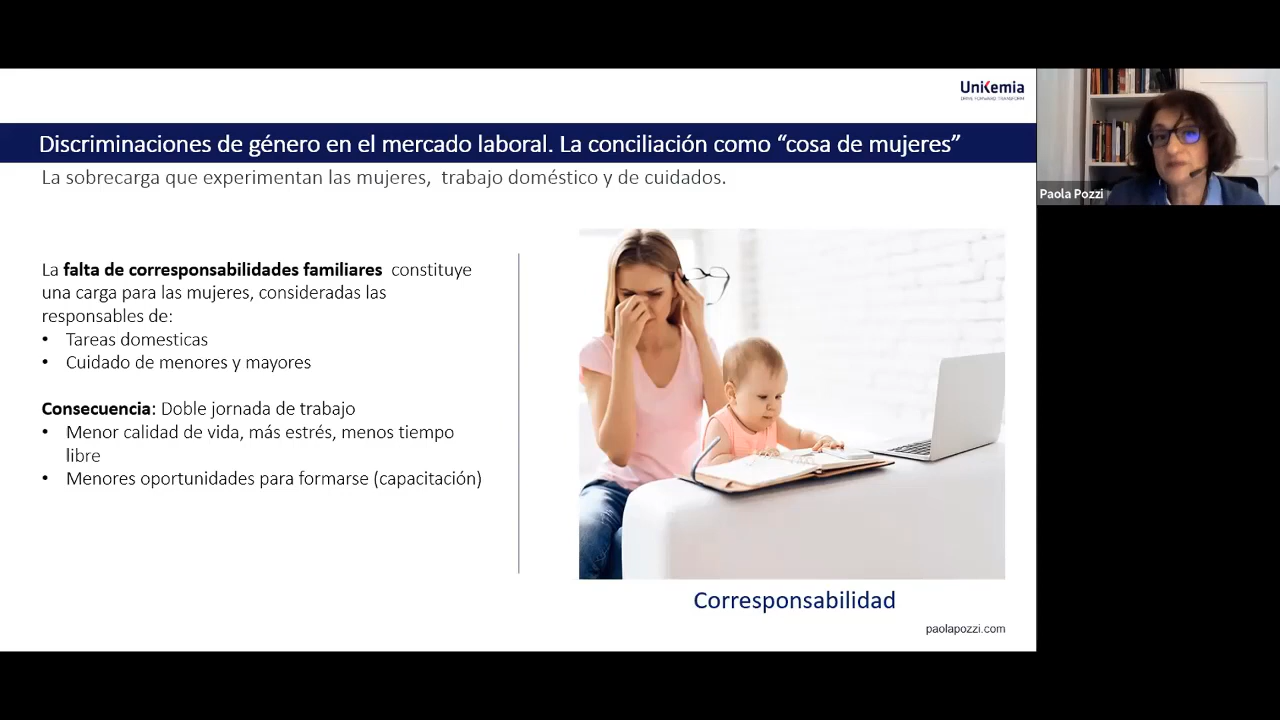 UniKemia
Discriminaciones de género en el mercado laboral. La conciliación como “cosa de mujeres”
La sobrecarga que experimentan las mujeres, trabajo doméstico y de cuidados.
Paola Pozzi
La falta de corresponsabilidades familiares constituye
una carga para las mujeres, consideradas las
responsables de:
• Tareas domesticas
• Cuidado de menores y mayores
Consecuencia: Doble jornada de trabajo
• Menor calidad de vida, más estrés, menos tiempo
libre
• Menores oportunidades para formarse (capacitación)
Corresponsabilidad
paolapozzi.com